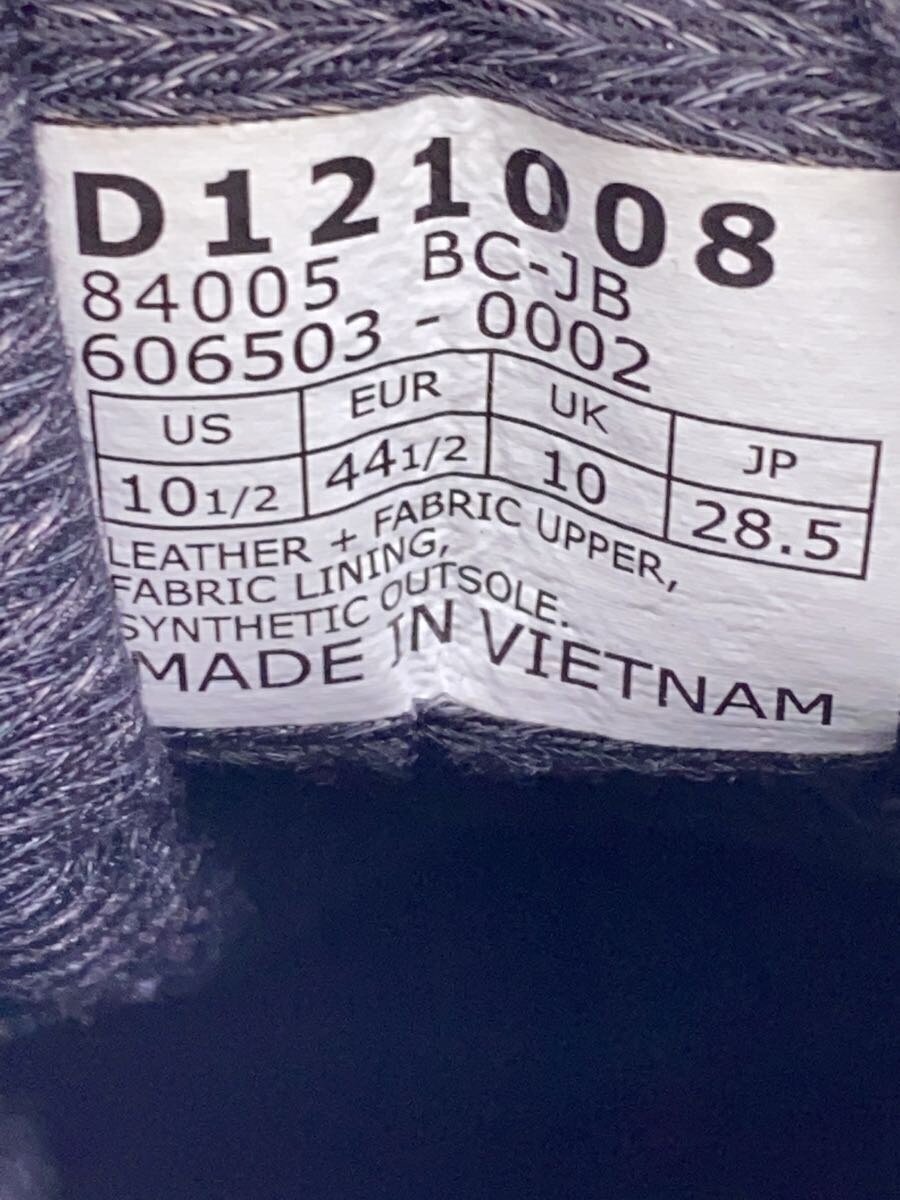 D121008
84005 BC-JB
606503 - 0002
US EUR UK JP
10 1/2 44 1/2 10 28.5
LEATHER + FABRIC UPPER,
FABRIC LINING,
SYNTHETIC OUTSOLE.
MADE IN VIETNAM